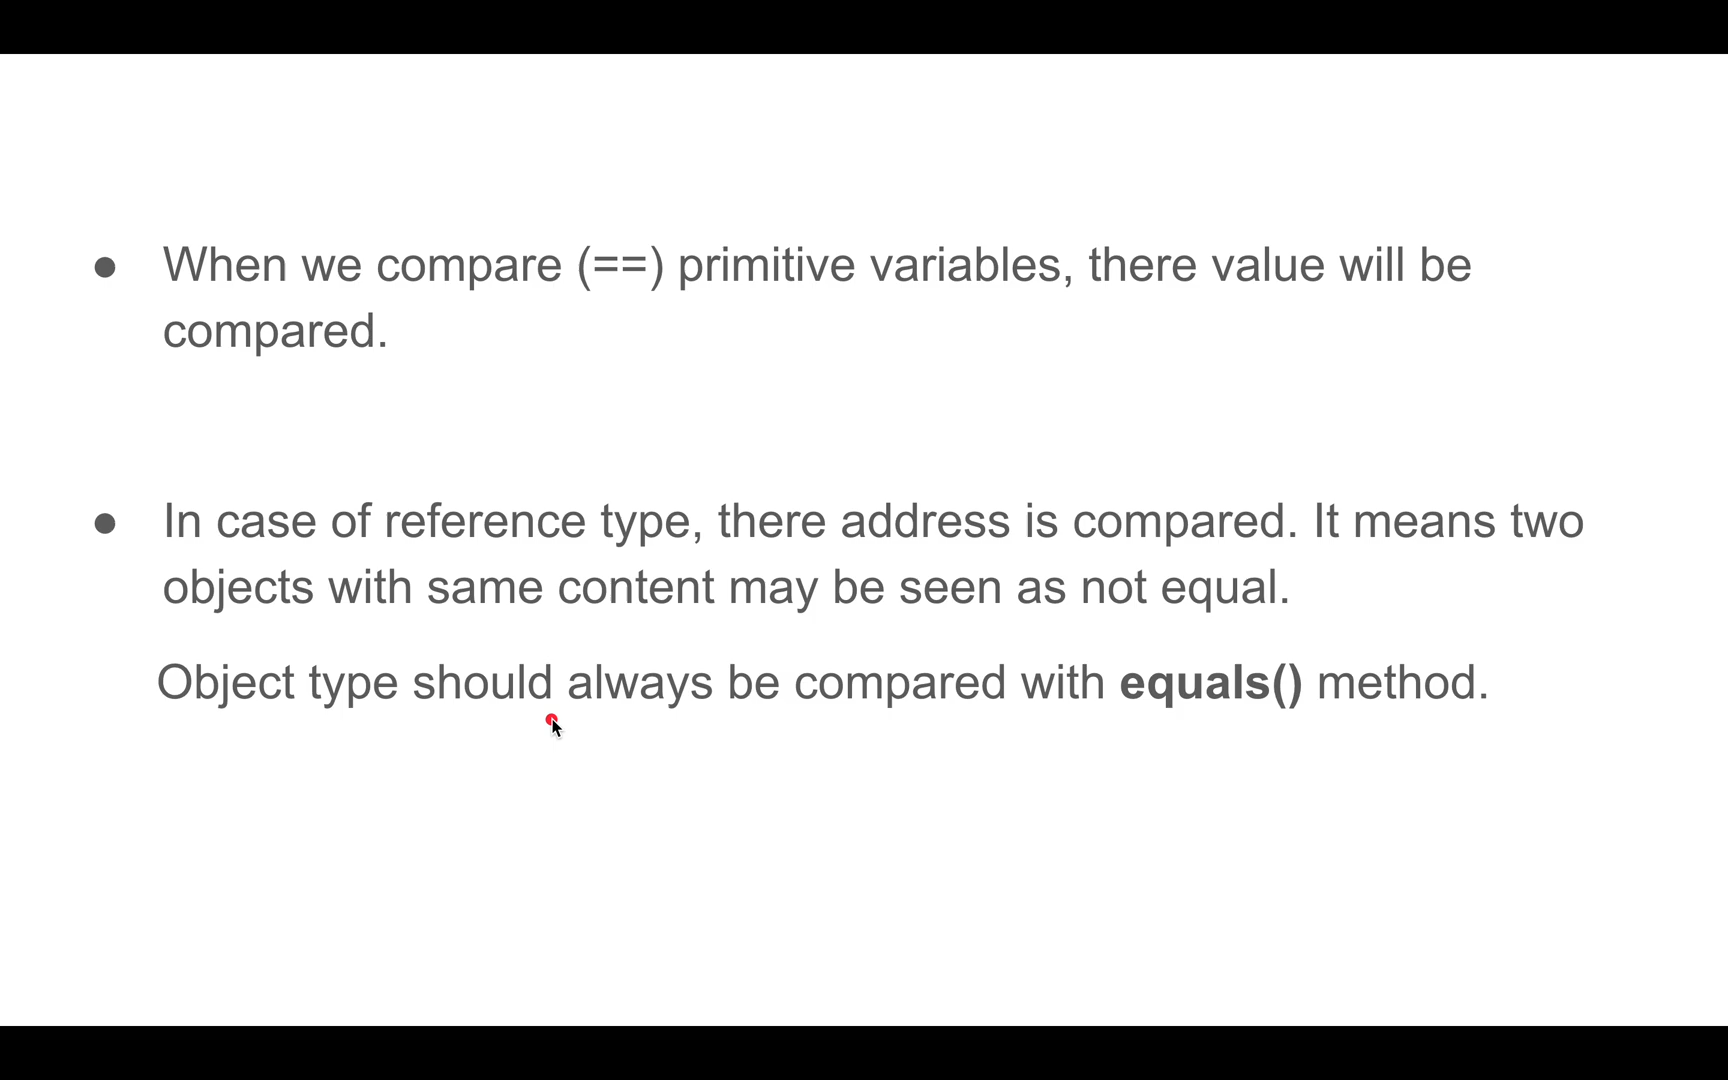 ● When we compare (==) primitive variables, there value will be
compared.
● In case of reference type, there address is compared. It means two
objects with same content may be seen as not equal.
Object type should always be compared with equals() method.